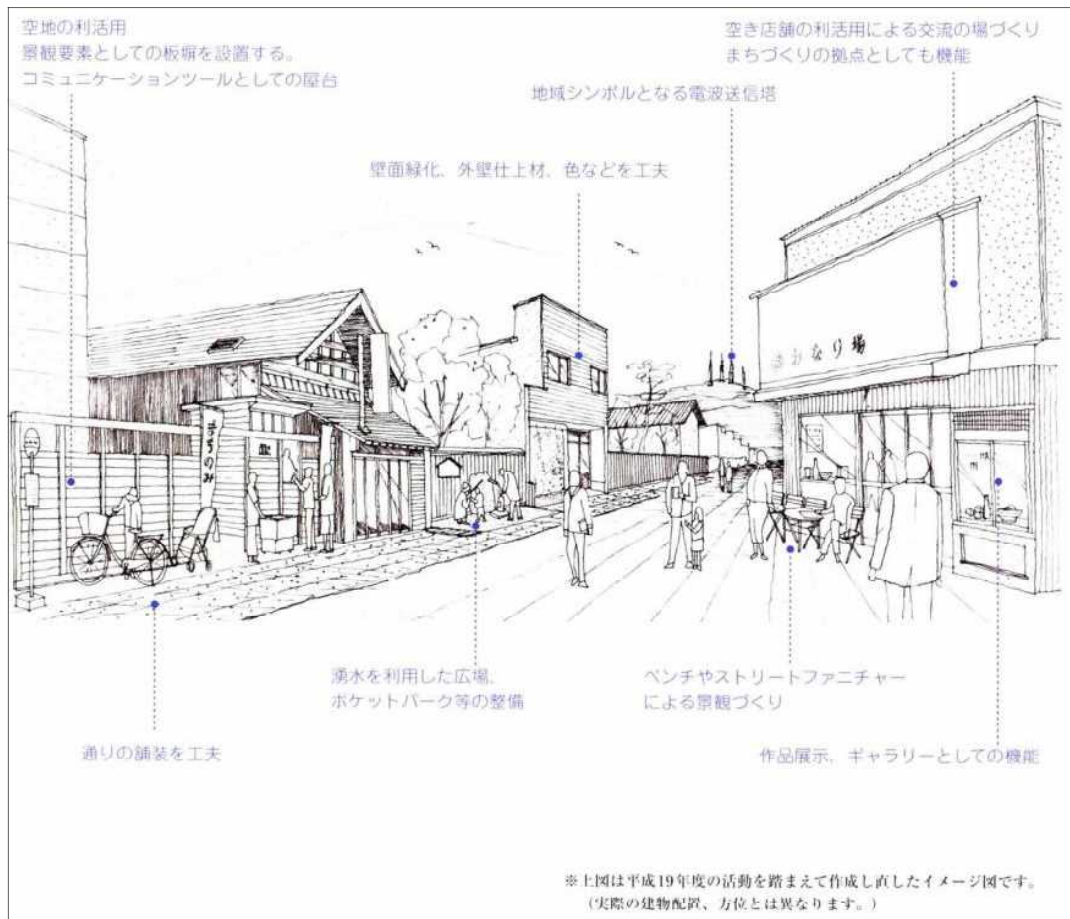 空地の利活用
景観要素としての板塀を設置する。
コミュニケーションツールとしての屋台
空き店舗の利活用による交流の場づくり
まちづくりの拠点としても機能
地域シンボルとなる電波送信塔
壁面緑化、外壁仕上材、色などを工夫
なり場
まちのみ
湧水を利用した広場、
ポケットパーク等の整備
ベンチやストリートファニチャー
による景観づくり
通りの舗装を工夫
作品展示、ギャラリーとしての機能
※上図は平成19年度の活動を踏まえて作成し直したイメージ図です。
（実際の建物配置、方位とは異なります。）